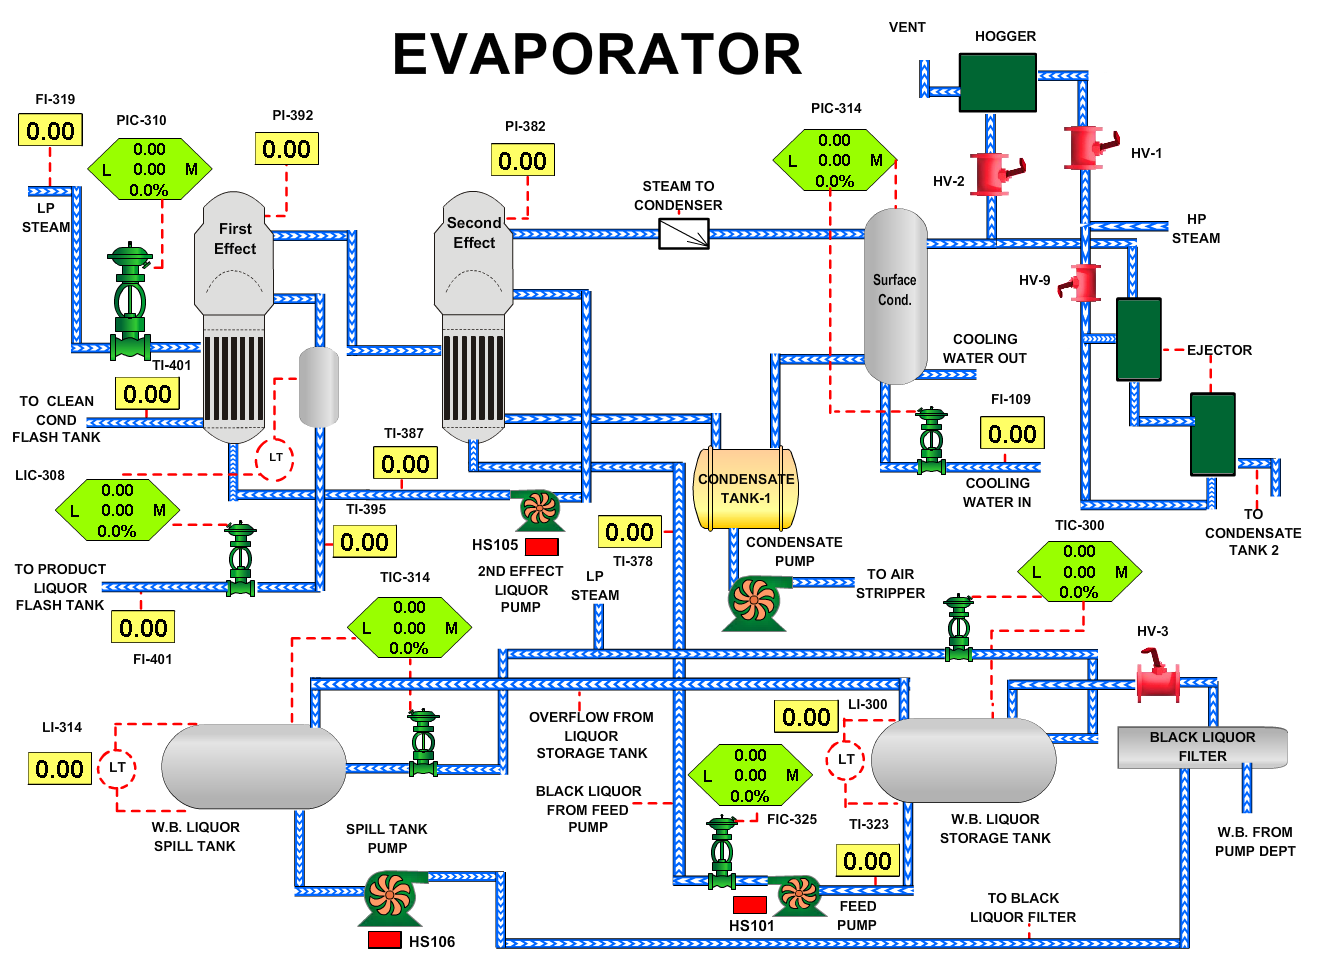 EVAPORATOR
VENT
HOGGER
FI-319
0.00
PIC-310
0.00
L 0.00 M
0.0%
PI-392
0.00
PI-382
0.00
PIC-314
0.00
L 0.00 M
0.0%
HV-1
HV-2
LP
STEAM
First
Effect
Second
Effect
STEAM TO
CONDENSER
HP
STEAM
HV-9
Surface
Cond.
COOLING
WATER OUT
EJECTOR
TI-401
0.00
TO CLEAN
COND
FLASH TANK
FI-109
0.00
LT
TI-387
0.00
LIC-308
0.00
L 0.00 M
0.0%
CONDENSATE
TANK-1
COOLING
WATER IN
TO
CONDENSATE
TANK 2
TI-395
0.00
HS105
2ND EFFECT
LIQUOR
PUMP
0.00
TI-378
CONDENSATE
PUMP
TIC-300
0.00
L 0.00 M
0.0%
TO PRODUCT
LIQUOR
FLASH TANK
TIC-314
0.00
L 0.00 M
0.0%
LP
STEAM
TO AIR
STRIPPER
0.00
FI-401
HV-3
LI-314
0.00
LT
OVERFLOW FROM
LIQUOR
STORAGE TANK
0.00
LI-300
LT
BLACK LIQUOR
FILTER
0.00
L 0.00 M
0.0%
FIC-325
BLACK LIQUOR
FROM FEED
PUMP
W.B. LIQUOR
SPILL TANK
SPILL TANK
PUMP
TI-323
0.00
W.B. LIQUOR
STORAGE TANK
W.B. FROM
PUMP DEPT
HS106
HS101
FEED
PUMP
TO BLACK
LIQUOR FILTER